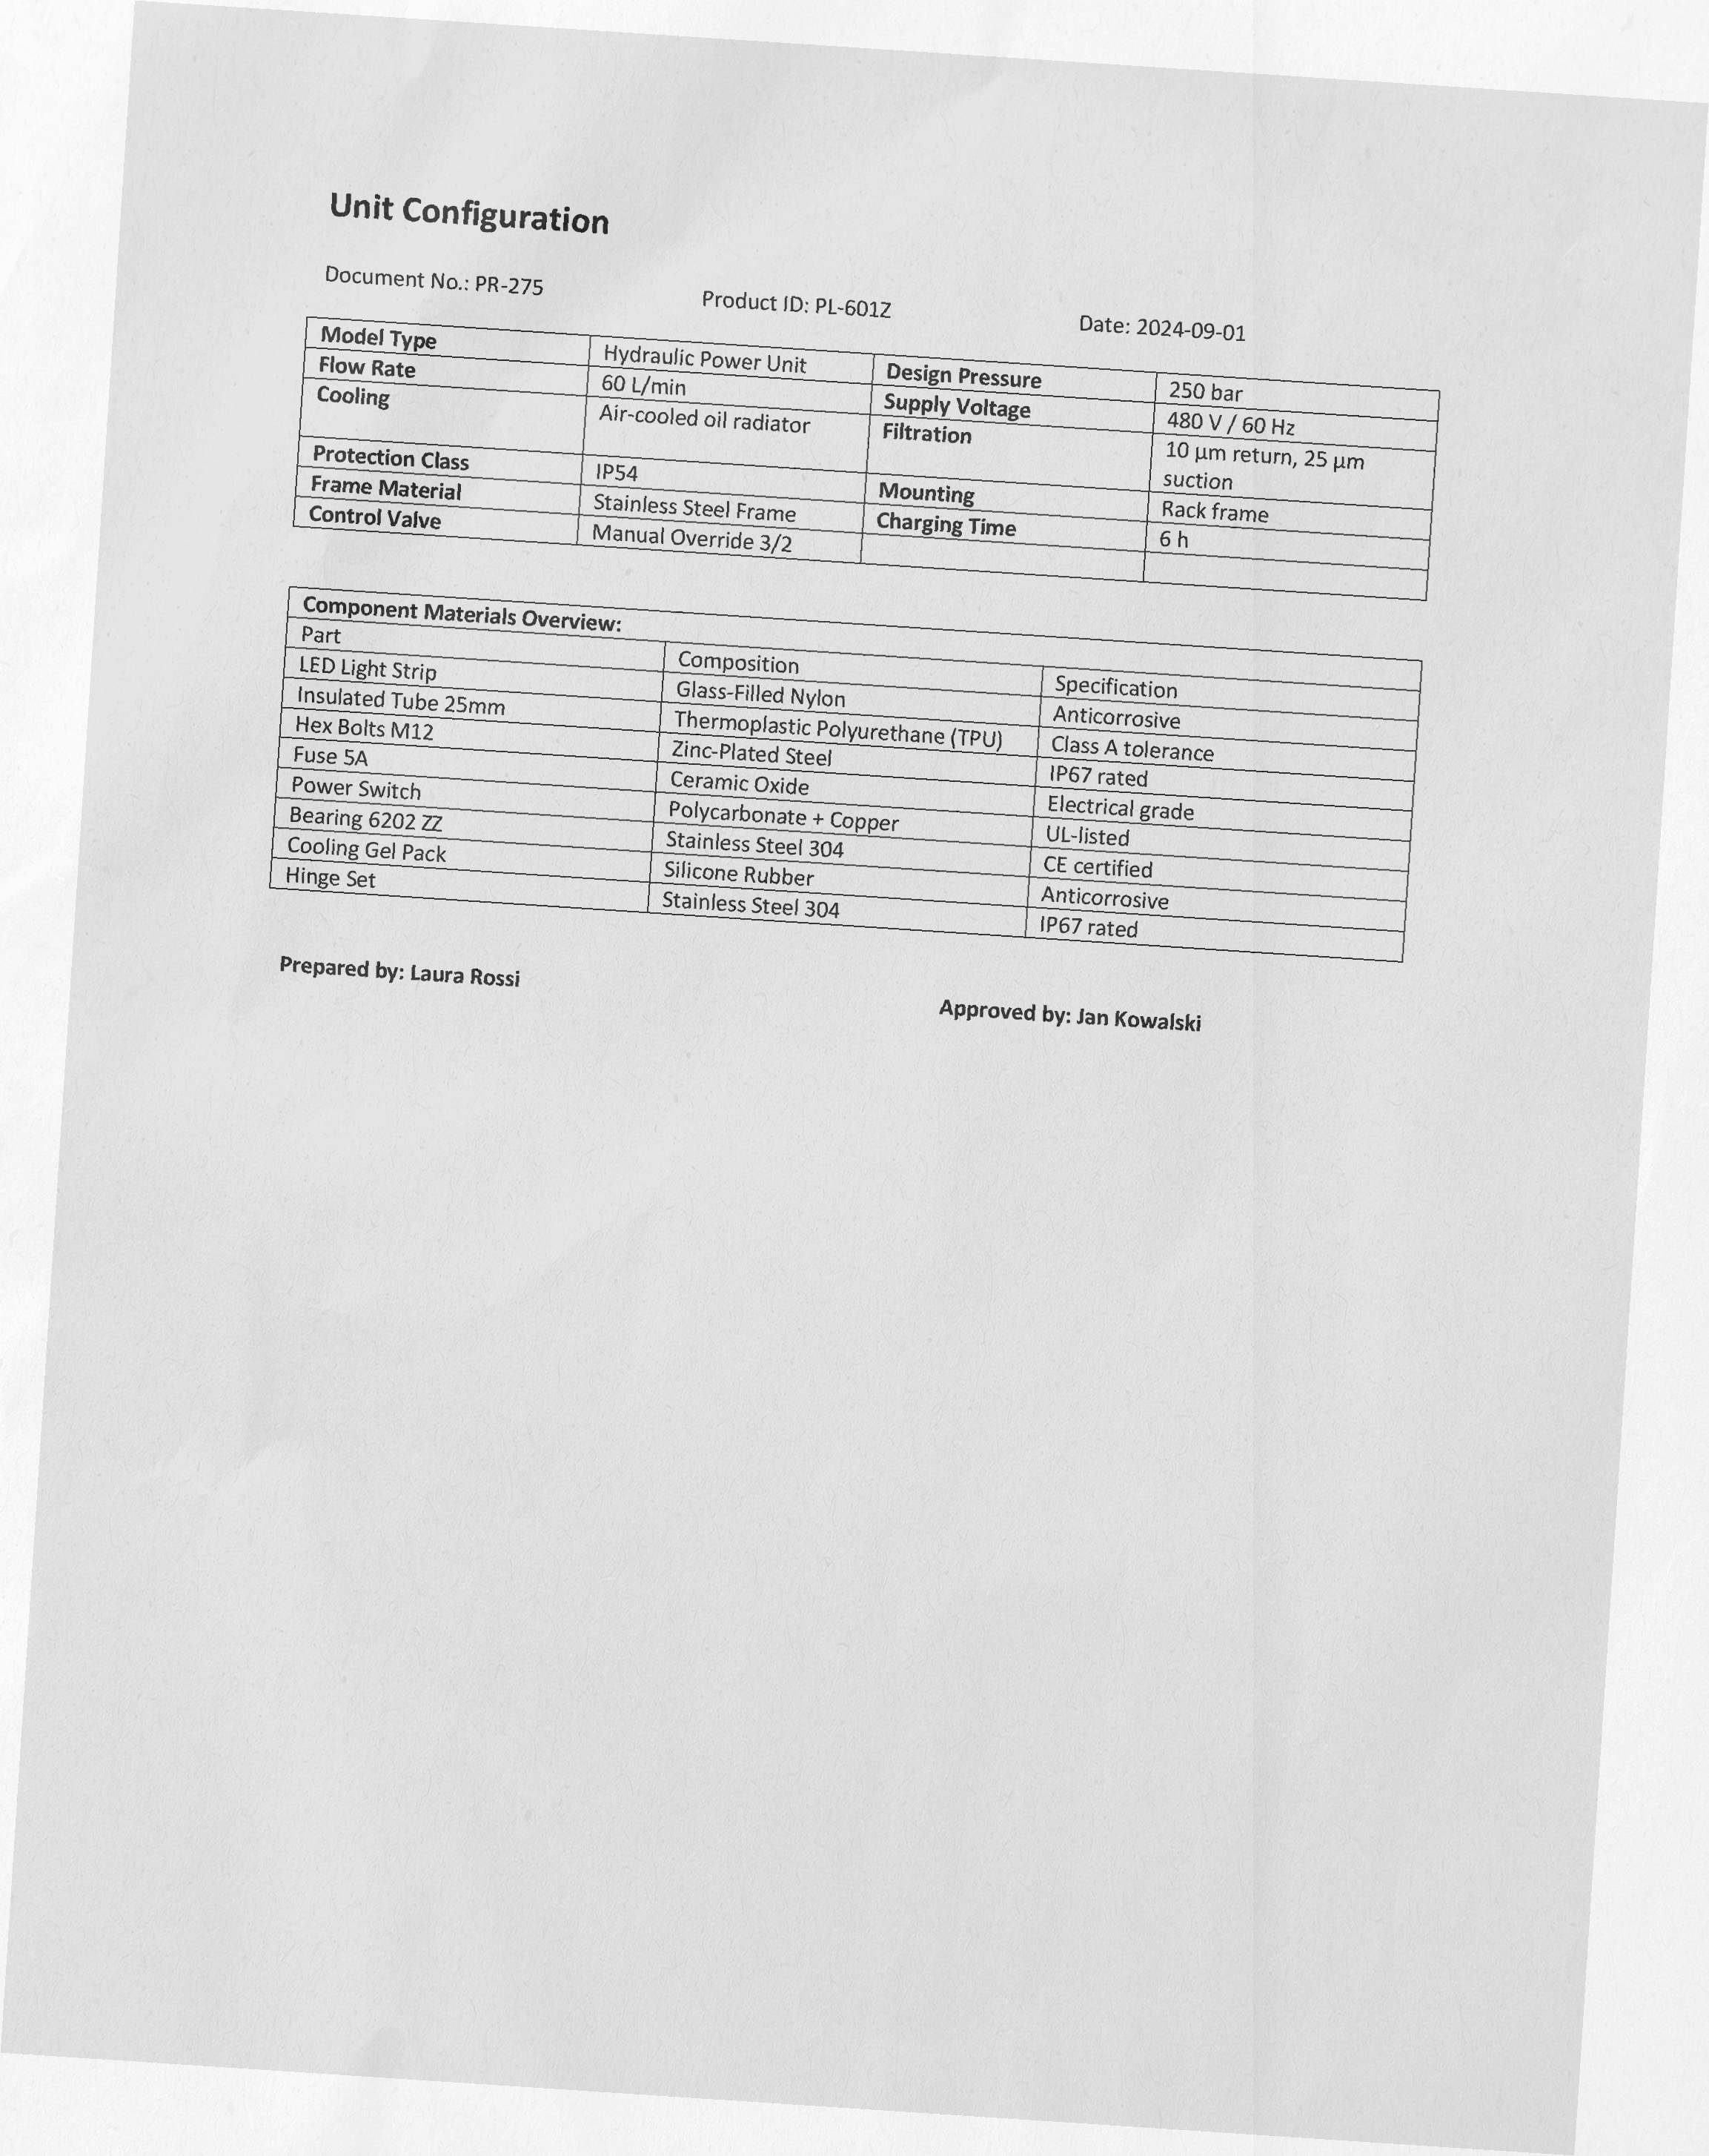 Unit Configuration
Document No.: PR-275 Product ID: PL-601Z Date: 2024-09-01
Model Type Hydraulic Power Unit Design Pressure 250 bar
Flow Rate 60 L/min Supply Voltage 480 V / 60 Hz
Cooling Air-cooled oil radiator Filtration 10 µm return, 25 µm
suction
Protection Class IP54 Mounting Rack frame
Frame Material Stainless Steel Frame Charging Time 6 h
Control Valve Manual Override 3/2
Component Materials Overview:
Part Composition Specification
LED Light Strip Glass-Filled Nylon Anticorrosive
Insulated Tube 25mm Thermoplastic Polyurethane (TPU) Class A tolerance
Hex Bolts M12 Zinc-Plated Steel IP67 rated
Fuse 5A Ceramic Oxide Electrical grade
Power Switch Polycarbonate + Copper UL-listed
Bearing 6202 ZZ Stainless Steel 304 CE certified
Cooling Gel Pack Silicone Rubber Anticorrosive
Hinge Set Stainless Steel 304 IP67 rated
Prepared by: Laura Rossi Approved by: Jan Kowalski